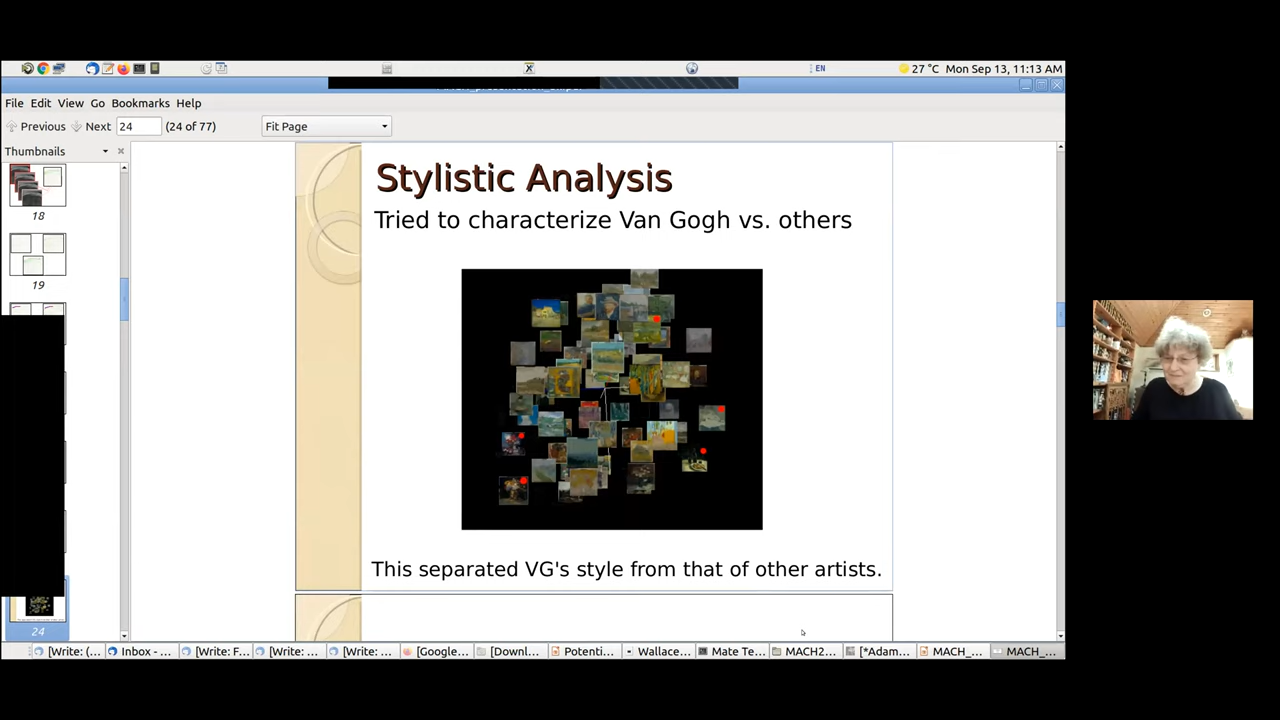 EN
27 °C Mon Sep 13, 11:13 AM
File Edit View Go Bookmarks Help
Previous Next 24 (24 of 77) Fit Page
Thumbnails
18
19
24
Stylistic Analysis
Tried to characterize Van Gogh vs. others
This separated VG's style from that of other artists.
[Write: (... Inbox - ... [Write: F... [Write: ... [Write: ... [Google... [Downl... Potenti... Wallace... Mate Te... MACH2... [*Adam... MACH_... MACH_...